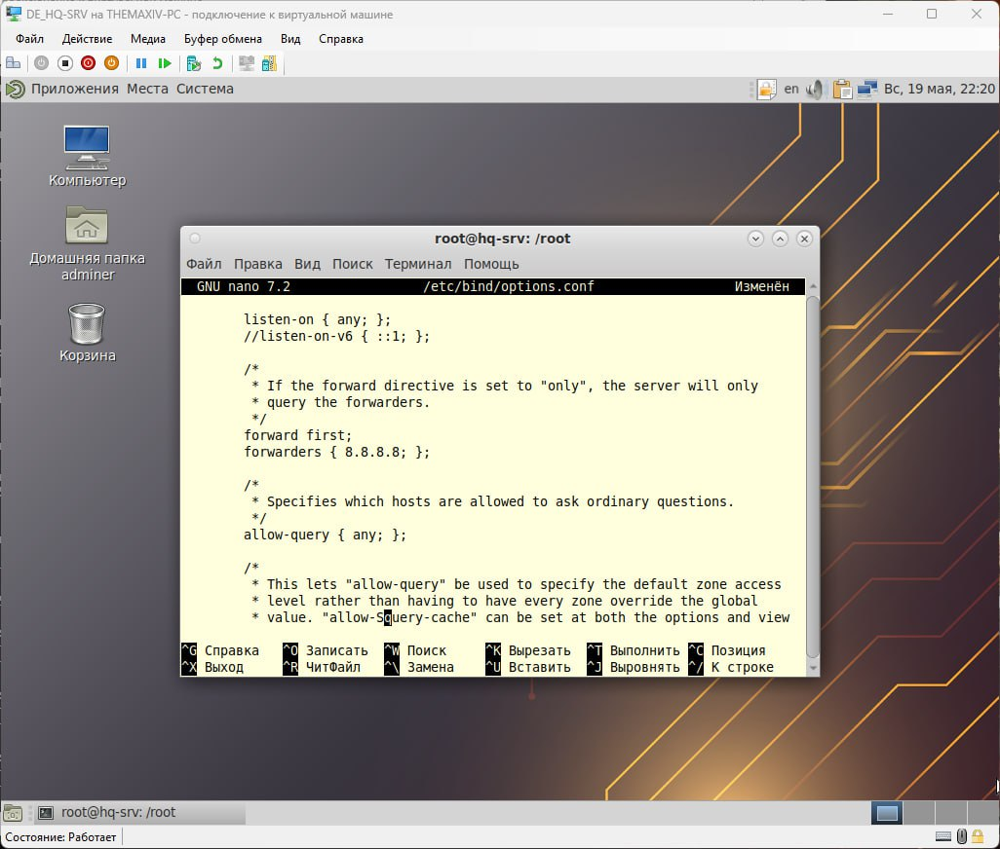 DE_HQ-SRV на THEMAXIV-PC - подключение к виртуальной машине
Файл Действие Медиа Буфер обмена Вид Справка
Приложения Места Система en Вс, 19 мая, 22:20
Компьютер
Домашняя папка
adminer
Корзина
root@hq-srv: /root
Файл Правка Вид Поиск Терминал Помощь
GNU nano 7.2 /etc/bind/options.conf Изменён
listen-on { any; };
//listen-on-v6 { ::1; };
/*
* If the forward directive is set to "only", the server will only
* query the forwarders.
*/
forward first;
forwarders { 8.8.8.8; };
/*
* Specifies which hosts are allowed to ask ordinary questions.
*/
allow-query { any; };
/*
* This lets "allow-query" be used to specify the default zone access
* level rather than having to have every zone override the global
* value. "allow-Squery-cache" can be set at both the options and view
^G Справка ^O Записать ^W Поиск ^K Вырезать ^T Выполнить ^C Позиция
^X Выход ^R ЧитФайл ^\ Замена ^U Вставить ^J Выровнять ^/ К строке
root@hq-srv: /root
Состояние: Работает